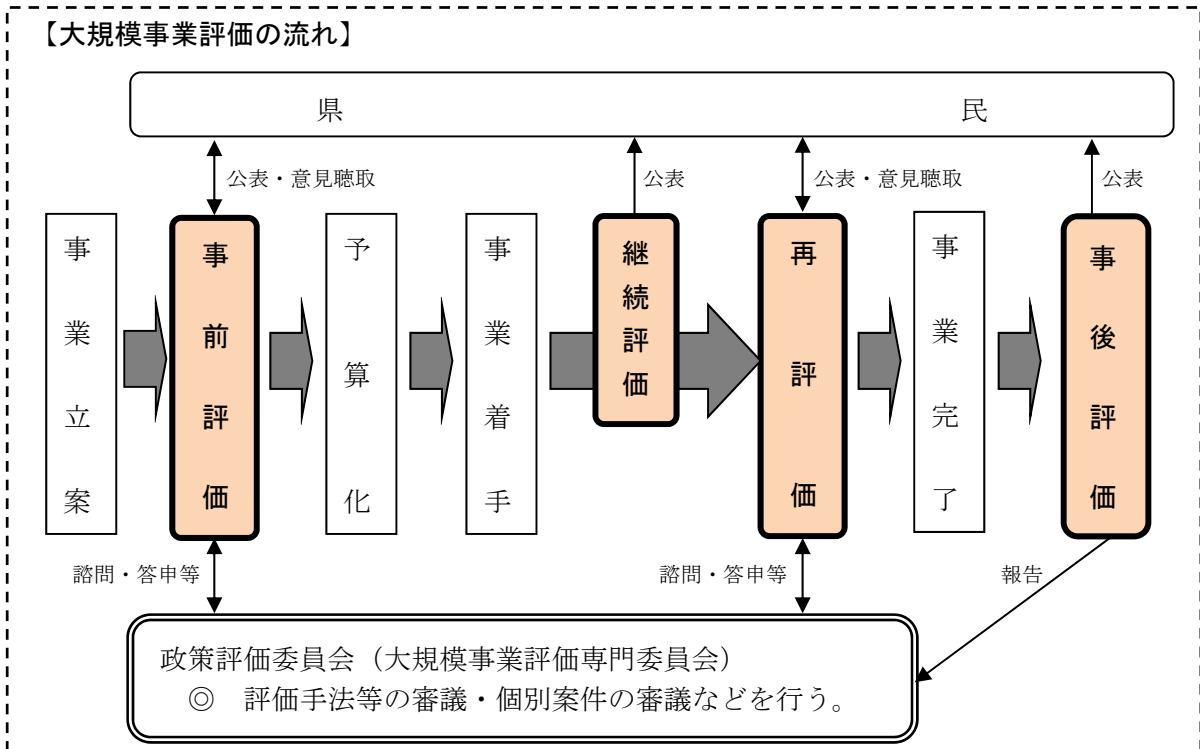 【大規模事業評価の流れ】
県 民
公表・意見聴取
公表
公表・意見聴取
公表
事業立案
事前評価
予算化
事業着手
継続評価
再評価
事業完了
事後評価
諮問・答申等
諮問・答申等
報告
政策評価委員会（大規模事業評価専門委員会）
◎ 評価手法等の審議・個別案件の審議などを行う。